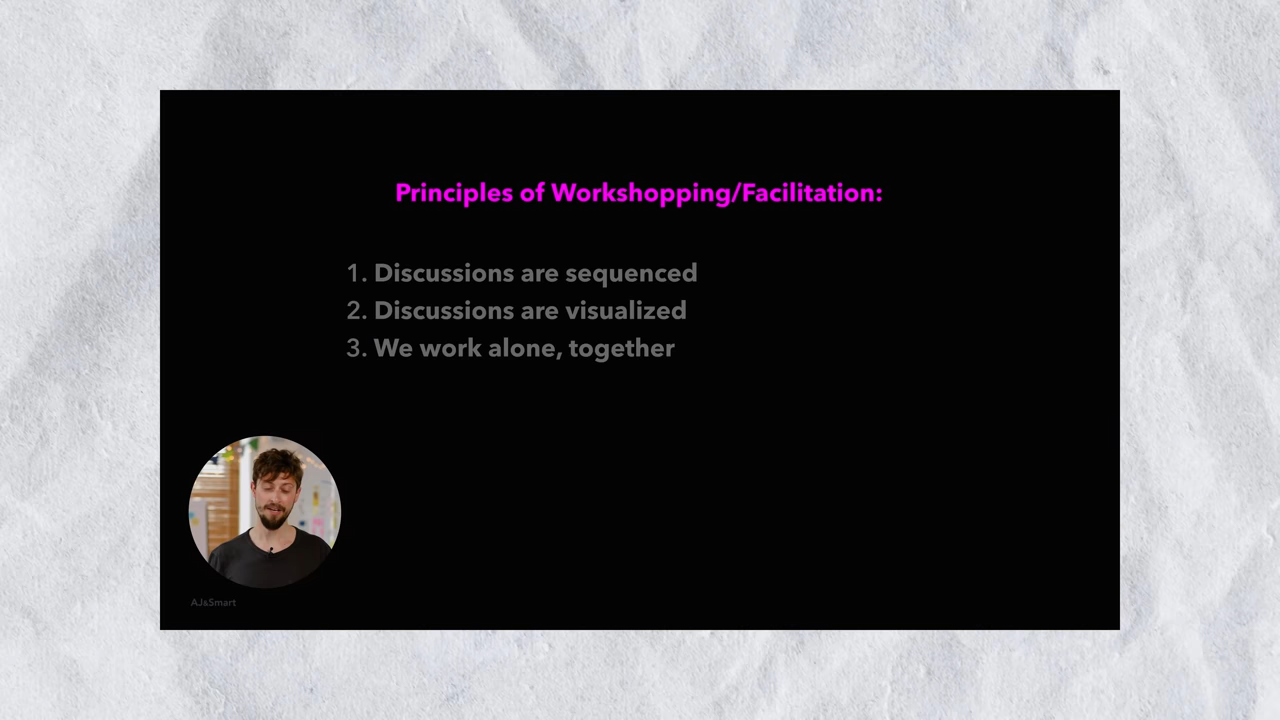 Principles of Workshopping/Facilitation:
1. Discussions are sequenced
2. Discussions are visualized
3. We work alone, together
AJ&Smart